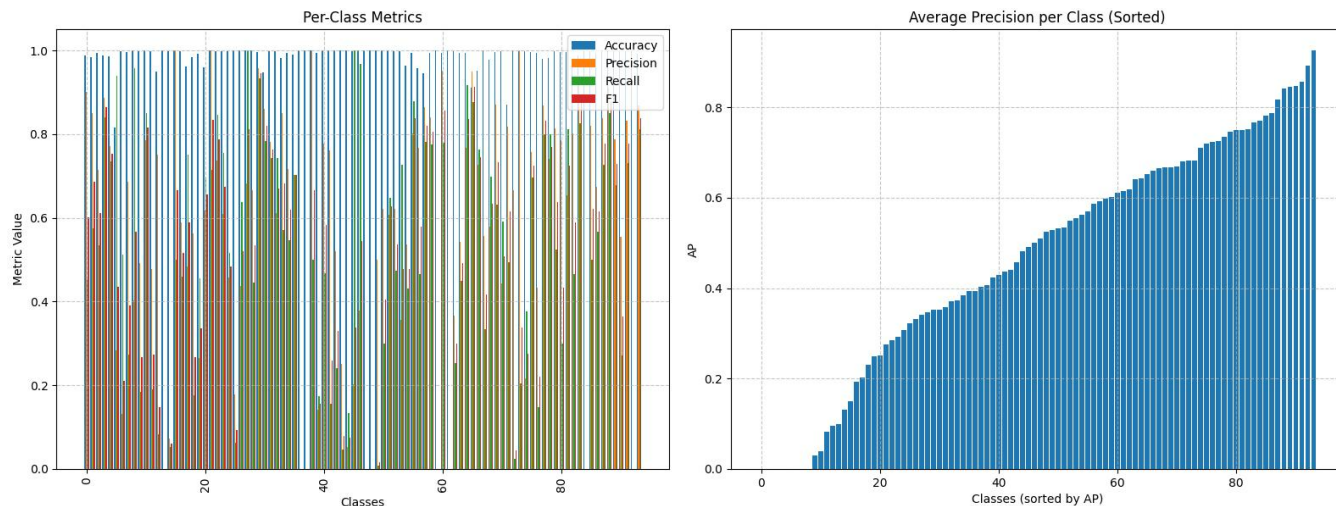 Per-Class Metrics
Metric Value
1.0
0.8
0.6
0.4
0.2
0.0
0
20
40
60
80
Classes
Accuracy
Precision
Recall
F1
Average Precision per Class (Sorted)
AP
0.8
0.6
0.4
0.2
0.0
0
20
40
60
80
Classes (sorted by AP)